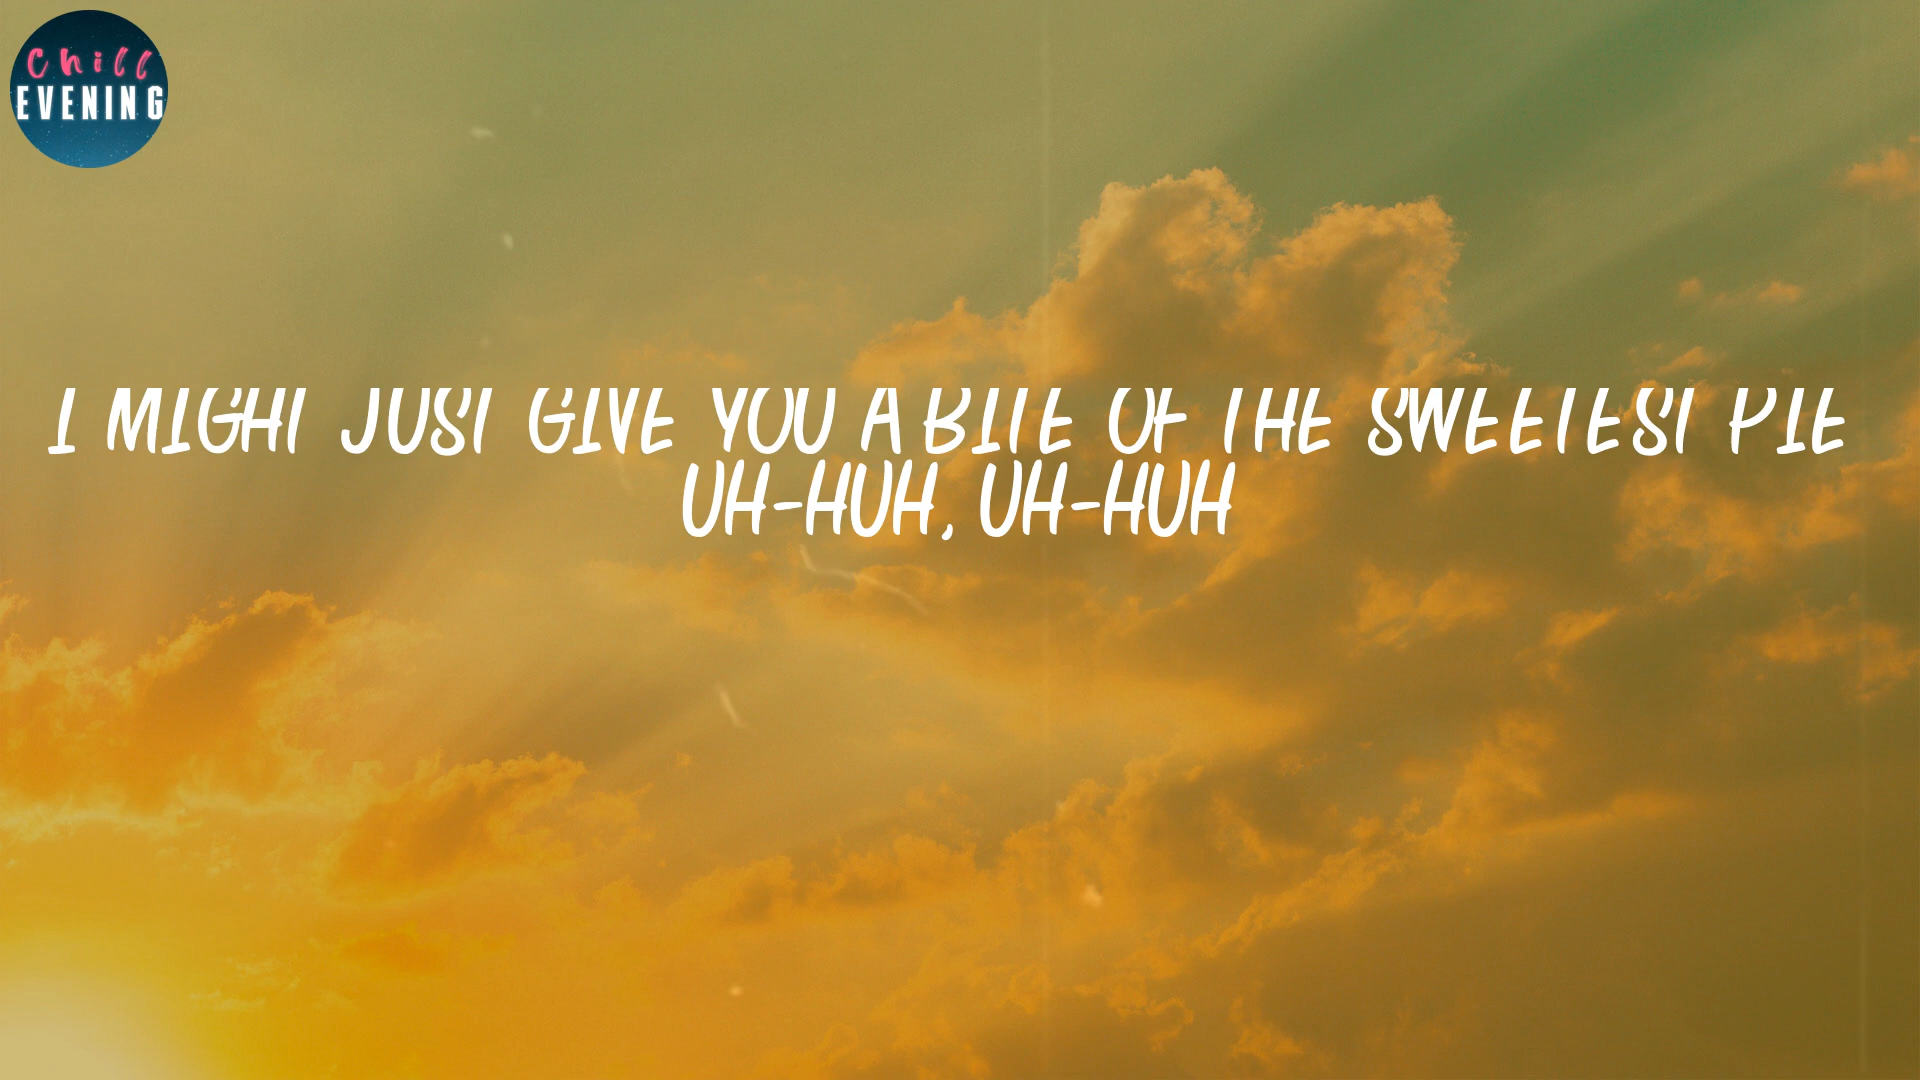 Chill
EVENING
I MIGHT JUST GIVE YOU A BITE OF THE SWEETEST PIE
UH-HUH, UH-HUH